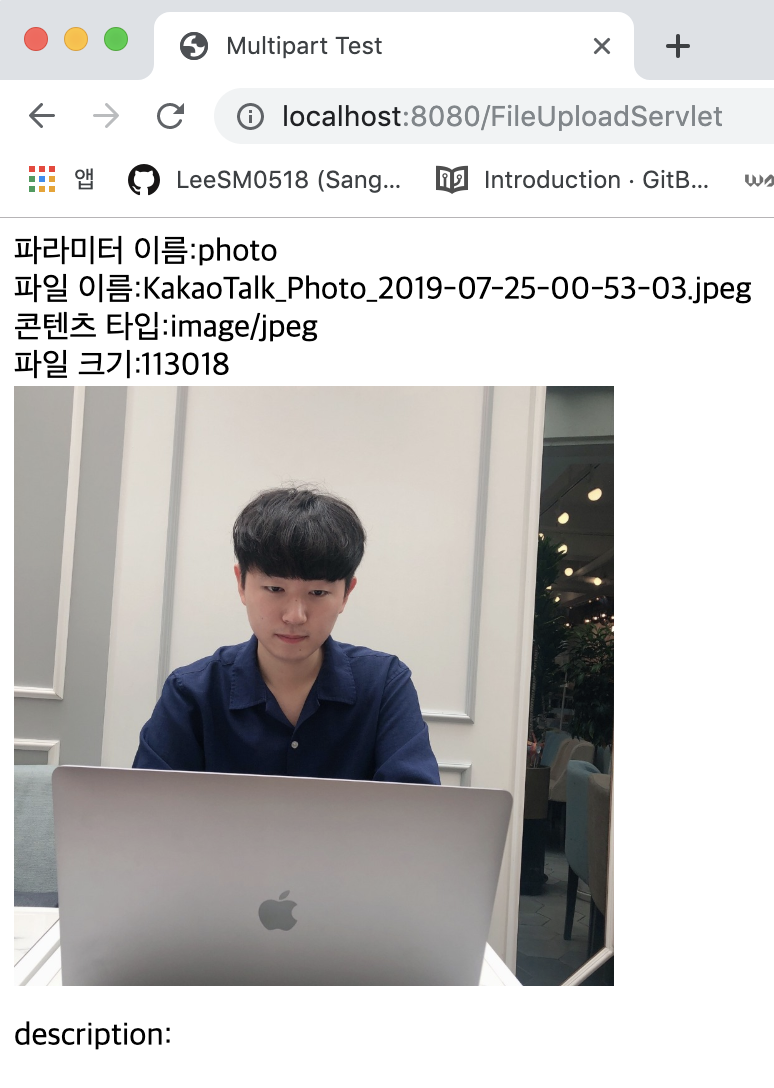 Multipart Test
localhost:8080/FileUploadServlet
앱
LeeSM0518 (Sang...
Introduction · GitB...
파라미터 이름:photo
파일 이름:KakaoTalk_Photo_2019-07-25-00-53-03.jpeg
콘텐츠 타입:image/jpeg
파일 크기:113018
description: